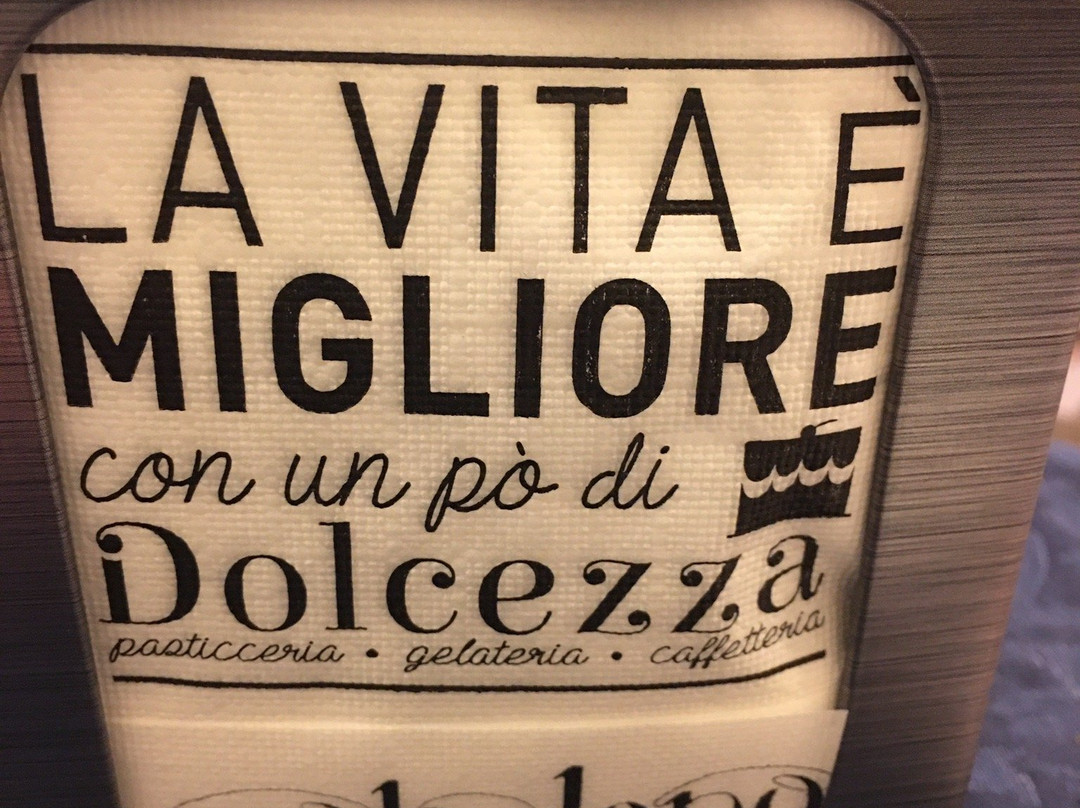 LA VITA È
MIGLIORE
con un pò di
Dolcezza
pasticceria • gelateria • caffetteria